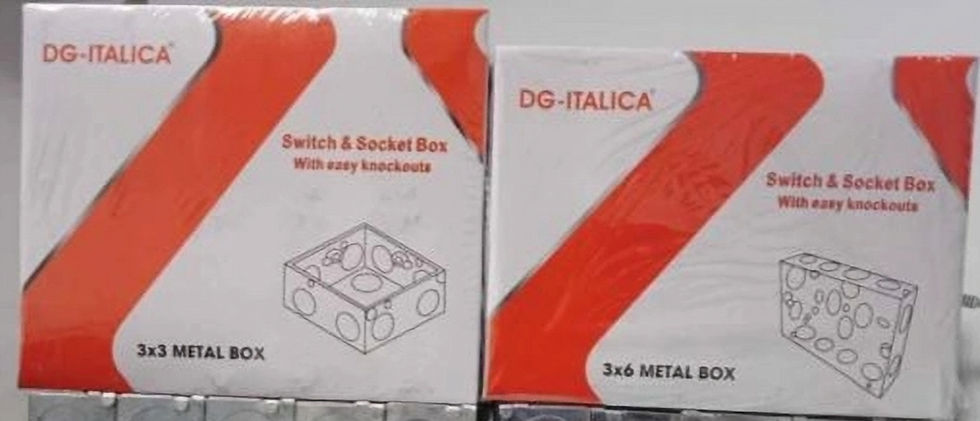 DG-ITALICA®
Switch & Socket Box
With easy knockouts
3x3 METAL BOX
DG-ITALICA®
Switch & Socket Box
With easy knockouts
3x6 METAL BOX